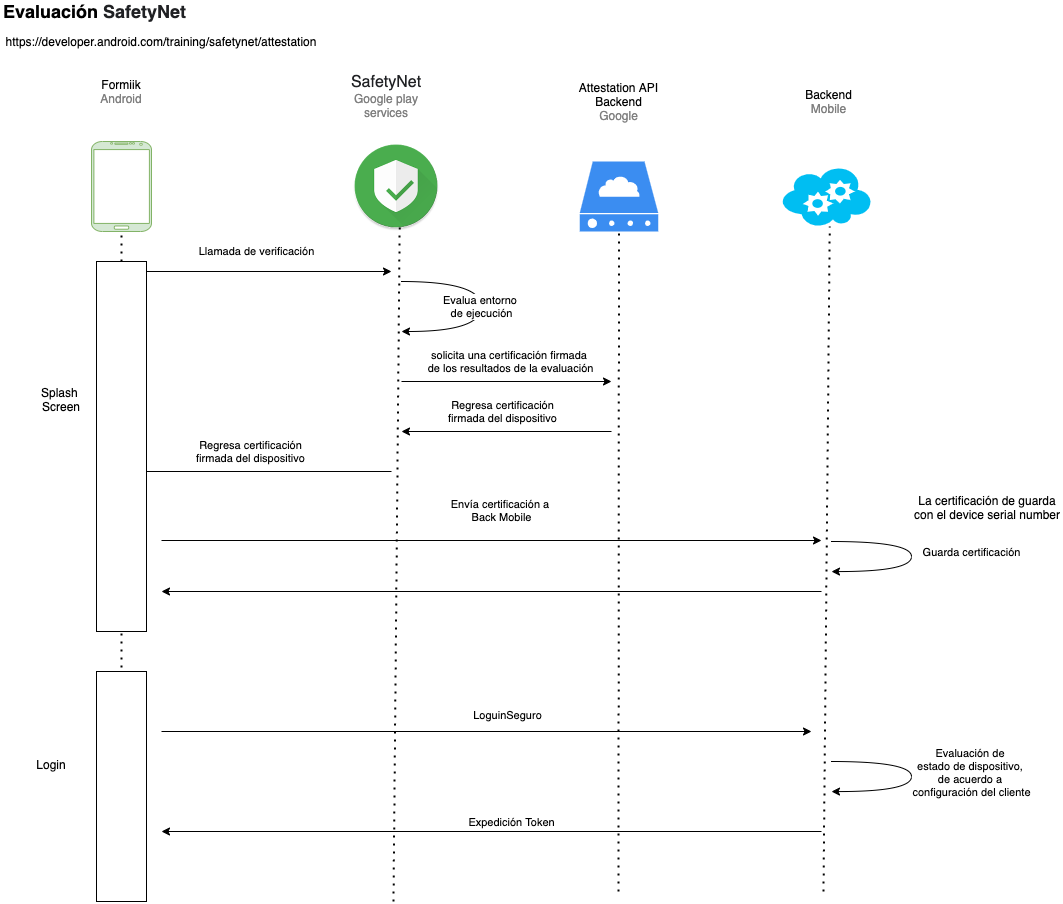 Evaluación SafetyNet
https://developer.android.com/training/safetynet/attestation
Formiik
Android
SafetyNet
Google play
services
Attestation API
Backend
Google
Backend
Mobile
Llamada de verificación
Evalua entorno
de ejecución
solicita una certificación firmada
de los resultados de la evaluación
Splash
Screen
Regresa certificación
firmada del dispositivo
Regresa certificación
firmada del dispositivo
Envía certificación a
Back Mobile
La certificación de guarda
con el device serial number
Guarda certificación
LoguinSeguro
Login
Evaluación de
estado de dispositivo,
de acuerdo a
configuración del cliente
Expedición Token